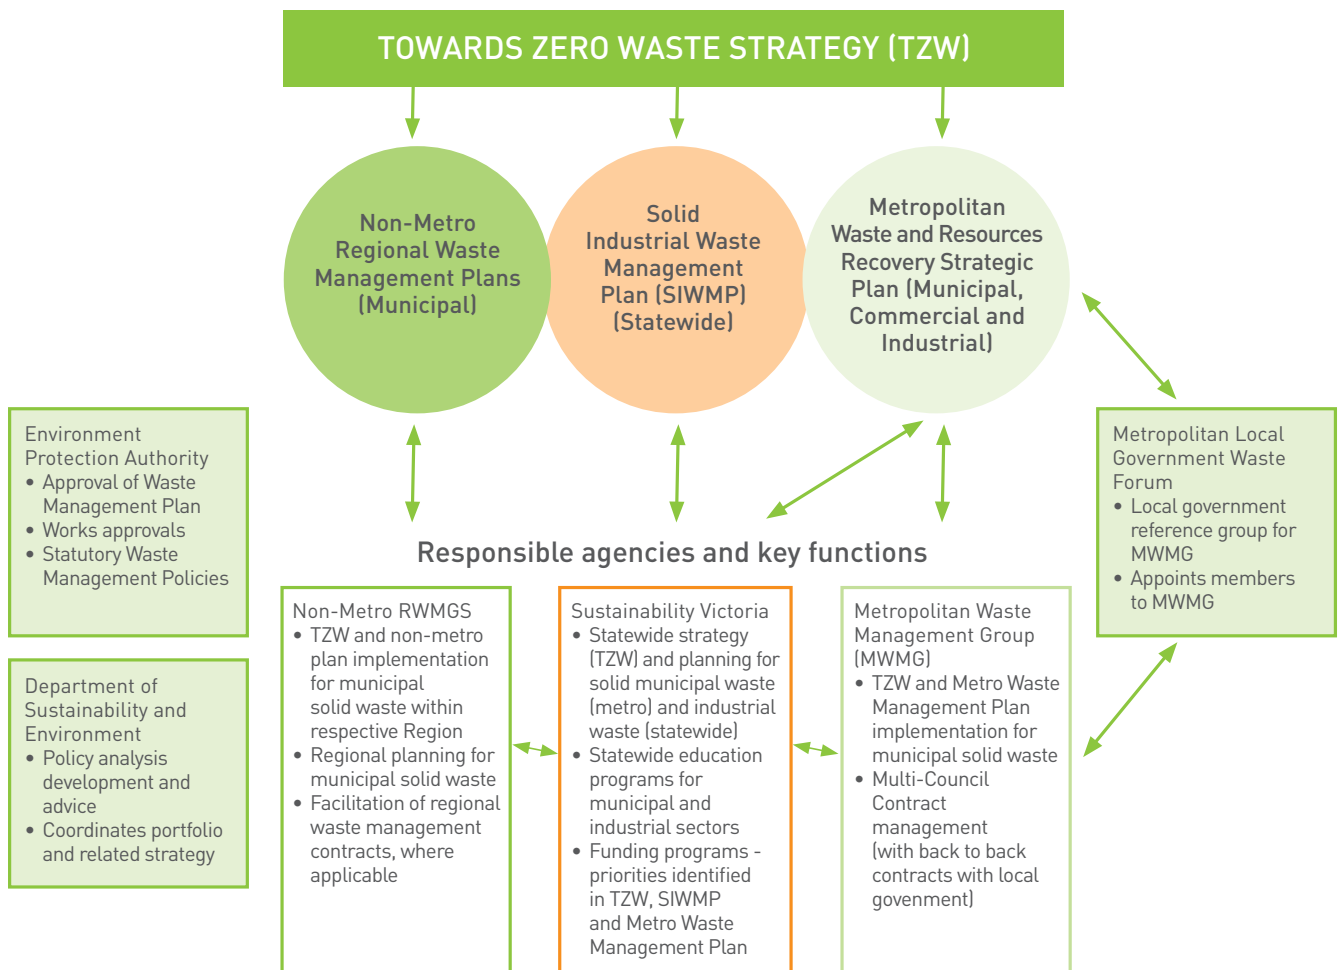 TOWARDS ZERO WASTE STRATEGY (TZW)
Non-Metro
Regional Waste
Management Plans
(Municipal)
Solid
Industrial Waste
Management
Plan (SIWMP)
(Statewide)
Metropolitan
Waste and Resources
Recovery Strategic
Plan (Municipal,
Commercial and
Industrial)
Environment
Protection Authority
• Approval of Waste
Management Plan
• Works approvals
• Statutory Waste
Management Policies
Department of
Sustainability and
Environment
• Policy analysis
development and
advice
• Coordinates portfolio
and related strategy
Metropolitan Local
Government Waste
Forum
• Local government
reference group for
MWMG
• Appoints members
to MWMG
Responsible agencies and key functions
Non-Metro RWMGS
• TZW and non-metro
plan implementation
for municipal
solid waste within
respective Region
• Regional planning for
municipal solid waste
• Facilitation of regional
waste management
contracts, where
applicable
Sustainability Victoria
• Statewide strategy
(TZW) and planning for
solid municipal waste
(metro) and industrial
waste (statewide)
• Statewide education
programs for
municipal and
industrial sectors
• Funding programs -
priorities identified
in TZW, SIWMP
and Metro Waste
Management Plan
Metropolitan Waste
Management Group
(MWMG)
• TZW and Metro Waste
Management Plan
implementation for
municipal solid waste
• Multi-Council
Contract
management
(with back to back
contracts with local
govenment)